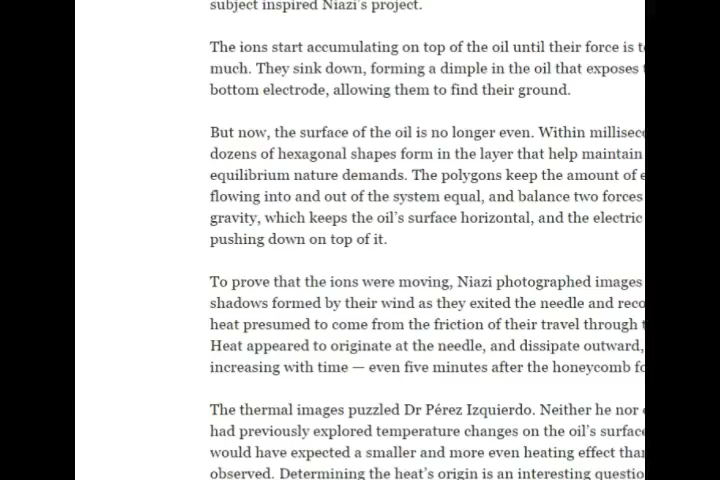 subject inspired Niazi's project.
The ions start accumulating on top of the oil until their force is
much. They sink down, forming a dimple in the oil that exposes
bottom electrode, allowing them to find their ground.
But now, the surface of the oil is no longer even. Within
dozens of hexagonal shapes form in the layer that help maintain
equilibrium nature demands. The polygons keep the amount of
flowing into and out of the system equal, and balance two forces
gravity, which keeps the oil's surface horizontal, and the electric
pushing down on top of it.
To prove that the ions were moving, Niazi photographed images
shadows formed by their wind as they exited the needle and
heat presumed to come from the friction of their travel through
Heat appeared to originate at the needle, and dissipate outward,
increasing with time — even five minutes after the honeycomb
The thermal images puzzled Dr Pérez Izquierdo. Neither he nor
had previously explored temperature changes on the oil's surface
would have expected a smaller and more even heating effect than
observed. Determining the heat's origin is an interesting